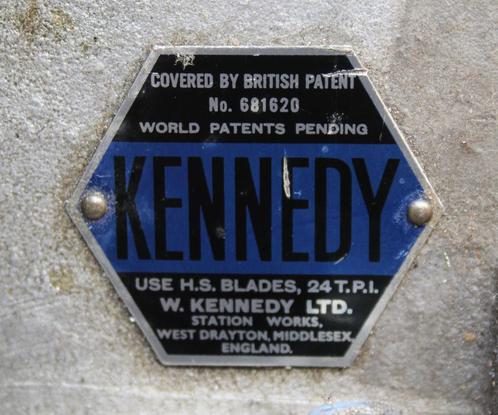 COVERED BY BRITISH PATENT
No. 681620
WORLD PATENTS PENDING
KENNEDY
USE H.S. BLADES, 24 T.P.I.
W. KENNEDY LTD.
STATION WORKS,
WEST DRAYTON, MIDDLESEX,
ENGLAND.